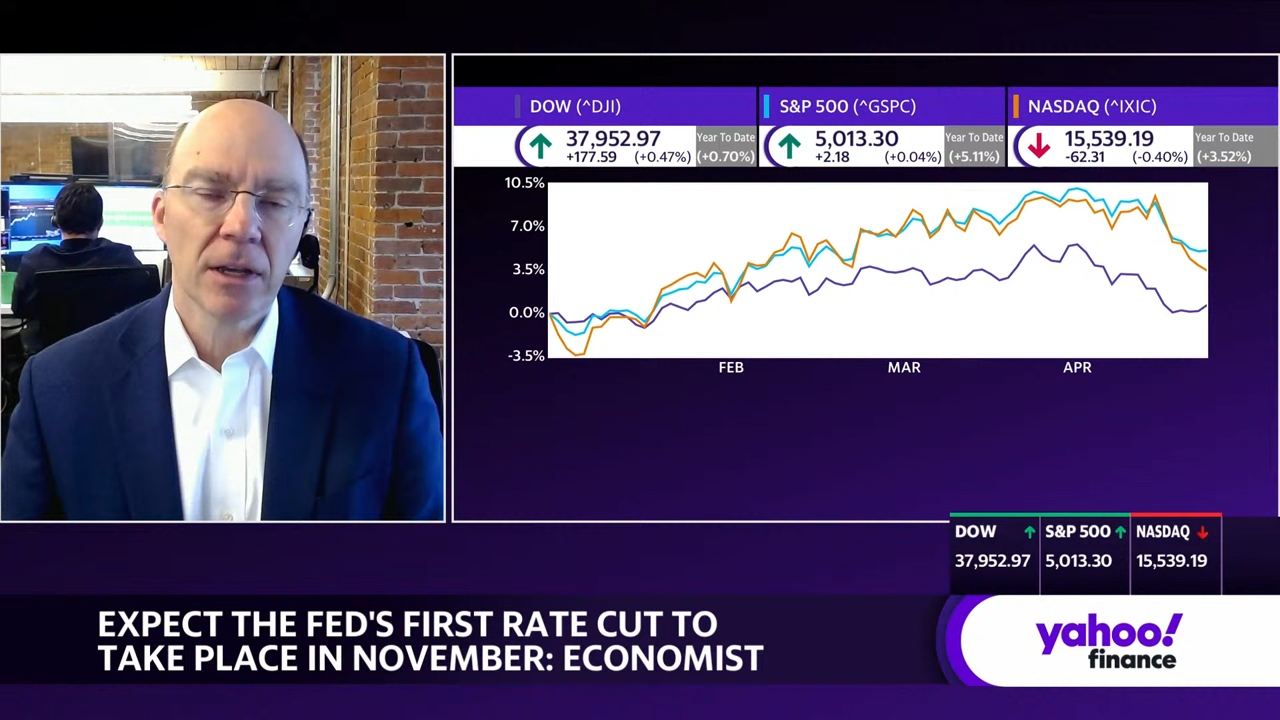 DOW (^DJI)
37,952.97
+177.59 (+0.47%)
Year To Date
(+0.70%)
S&P 500 (^GSPC)
5,013.30
+2.18 (+0.04%)
Year To Date
(+5.11%)
NASDAQ (^IXIC)
15,539.19
-62.31 (-0.40%)
Year To Date
(+3.52%)
10.5%
7.0%
3.5%
0.0%
-3.5%
FEB MAR APR
DOW S&P 500 NASDAQ
37,952.97 5,013.30 15,539.19
EXPECT THE FED'S FIRST RATE CUT TO
TAKE PLACE IN NOVEMBER: ECONOMIST
yahoo!
finance